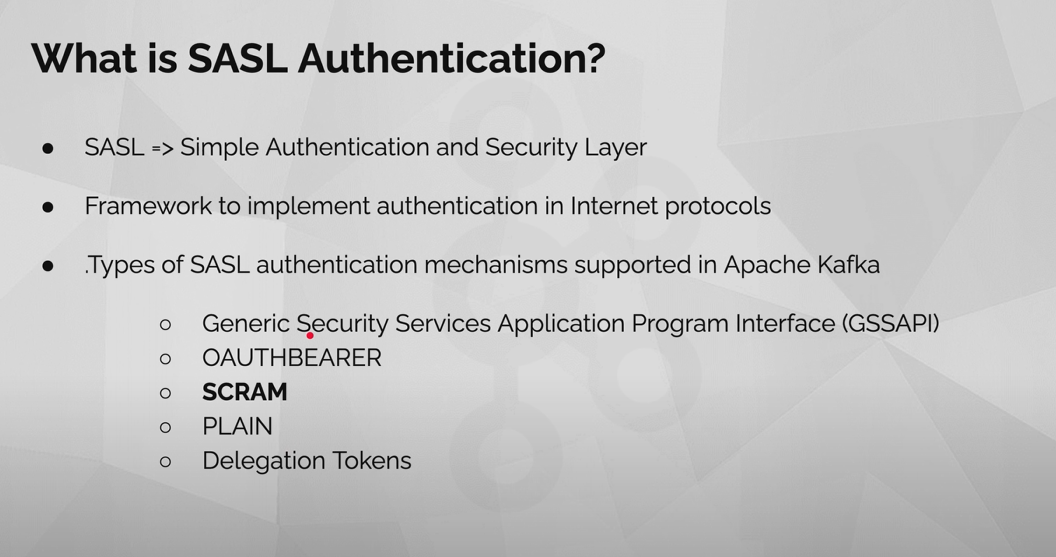 What is SASL Authentication?
● SASL => Simple Authentication and Security Layer
● Framework to implement authentication in Internet protocols
● .Types of SASL authentication mechanisms supported in Apache Kafka
○ Generic Security Services Application Program Interface (GSSAPI)
○ OAUTHBEARER
○ SCRAM
○ PLAIN
○ Delegation Tokens